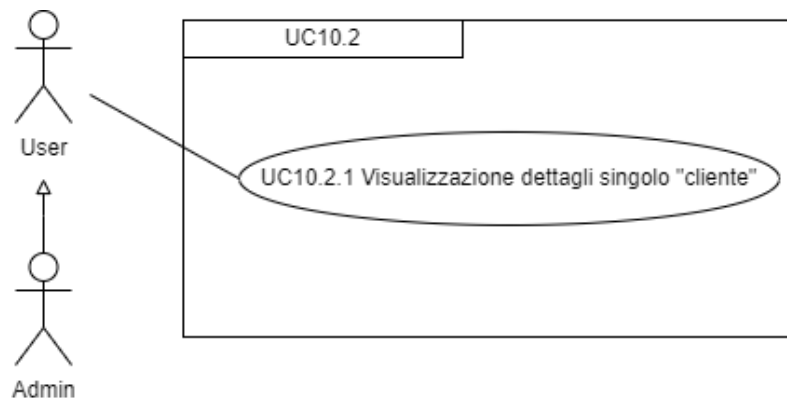 UC10.2
User
UC10.2.1 Visualizzazione dettagli singolo "cliente"
Admin